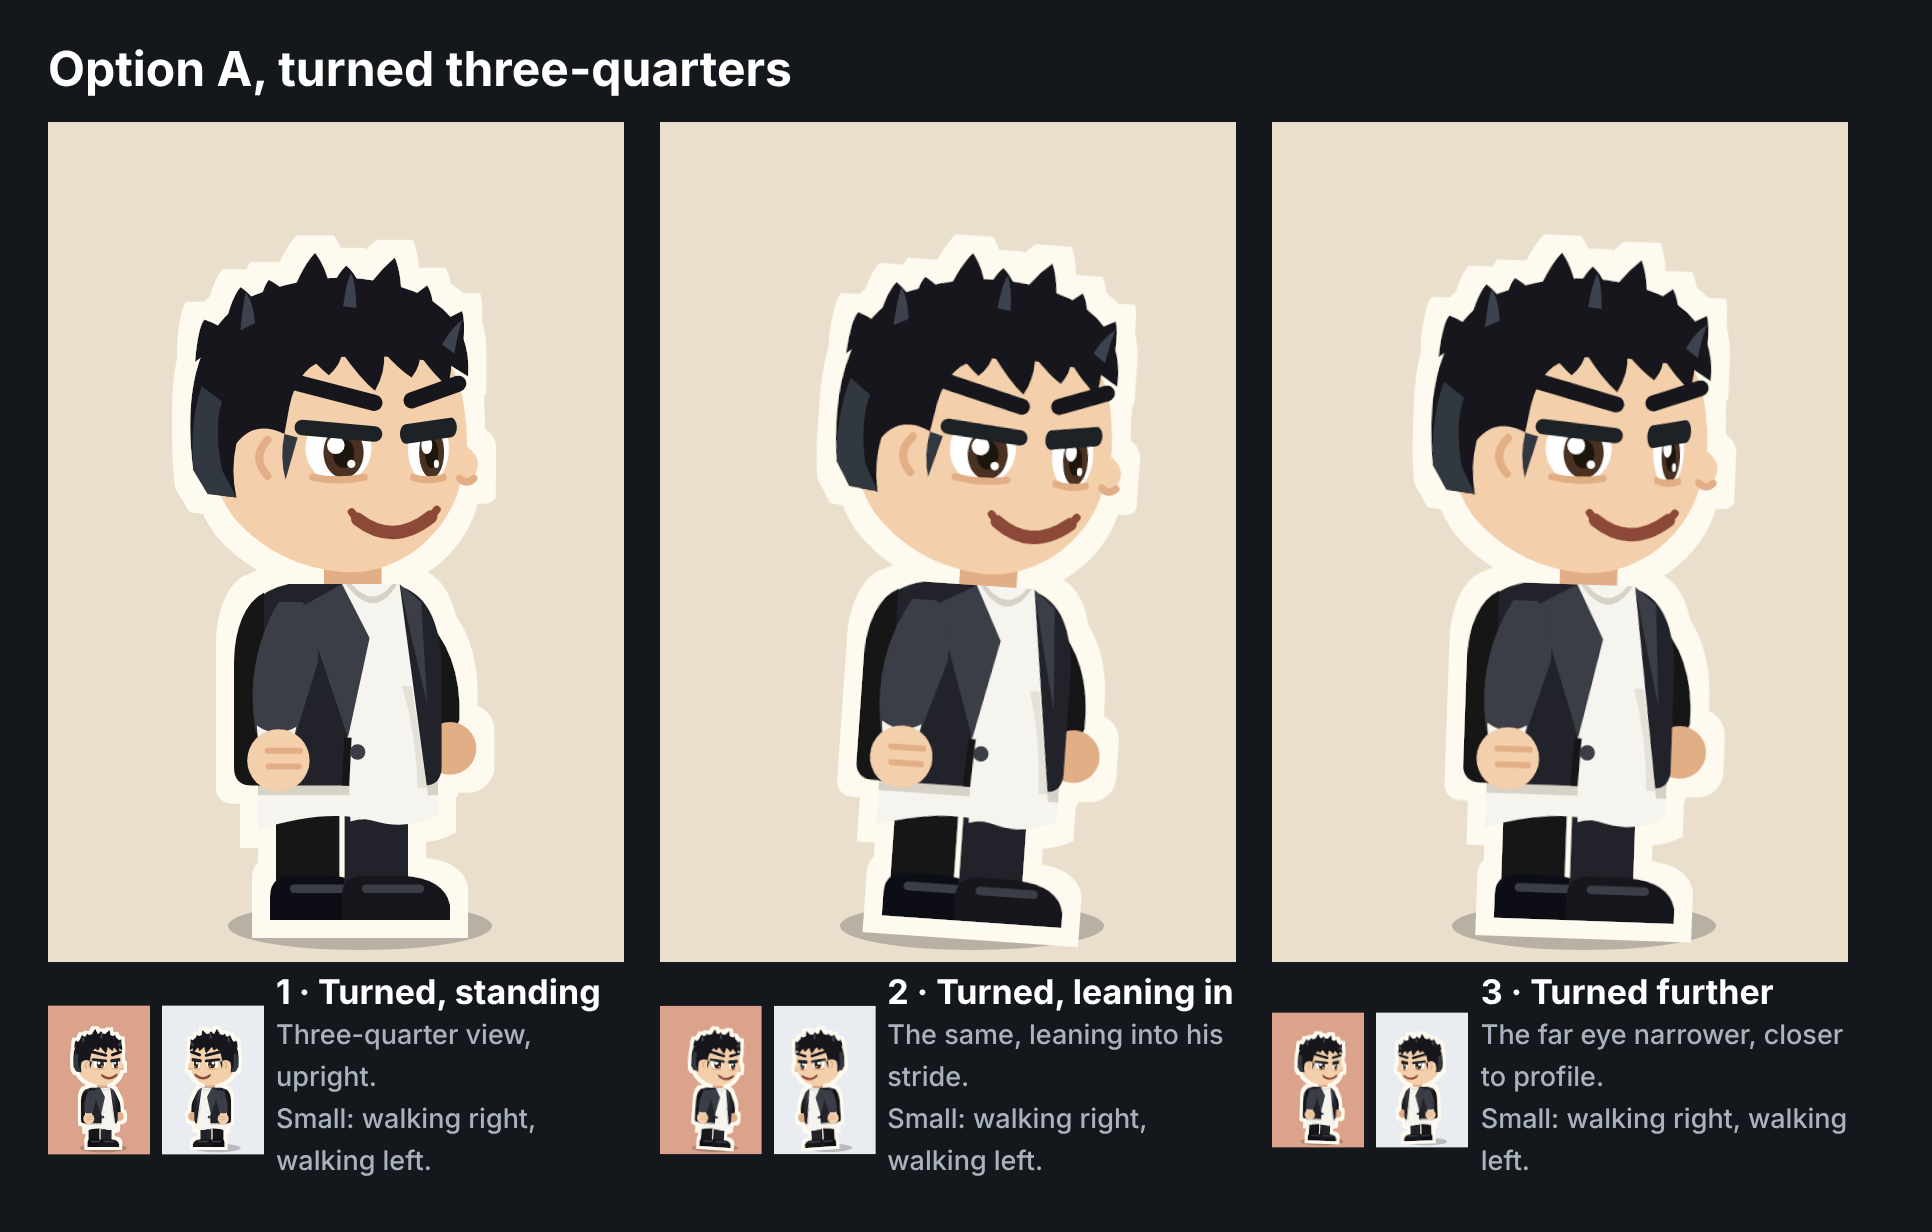 Option A, turned three-quarters
1 · Turned, standing
Three-quarter view,
upright.
Small: walking right,
walking left.
2 · Turned, leaning in
The same, leaning into his
stride.
Small: walking right,
walking left.
3 · Turned further
The far eye narrower, closer
to profile.
Small: walking right, walking
left.